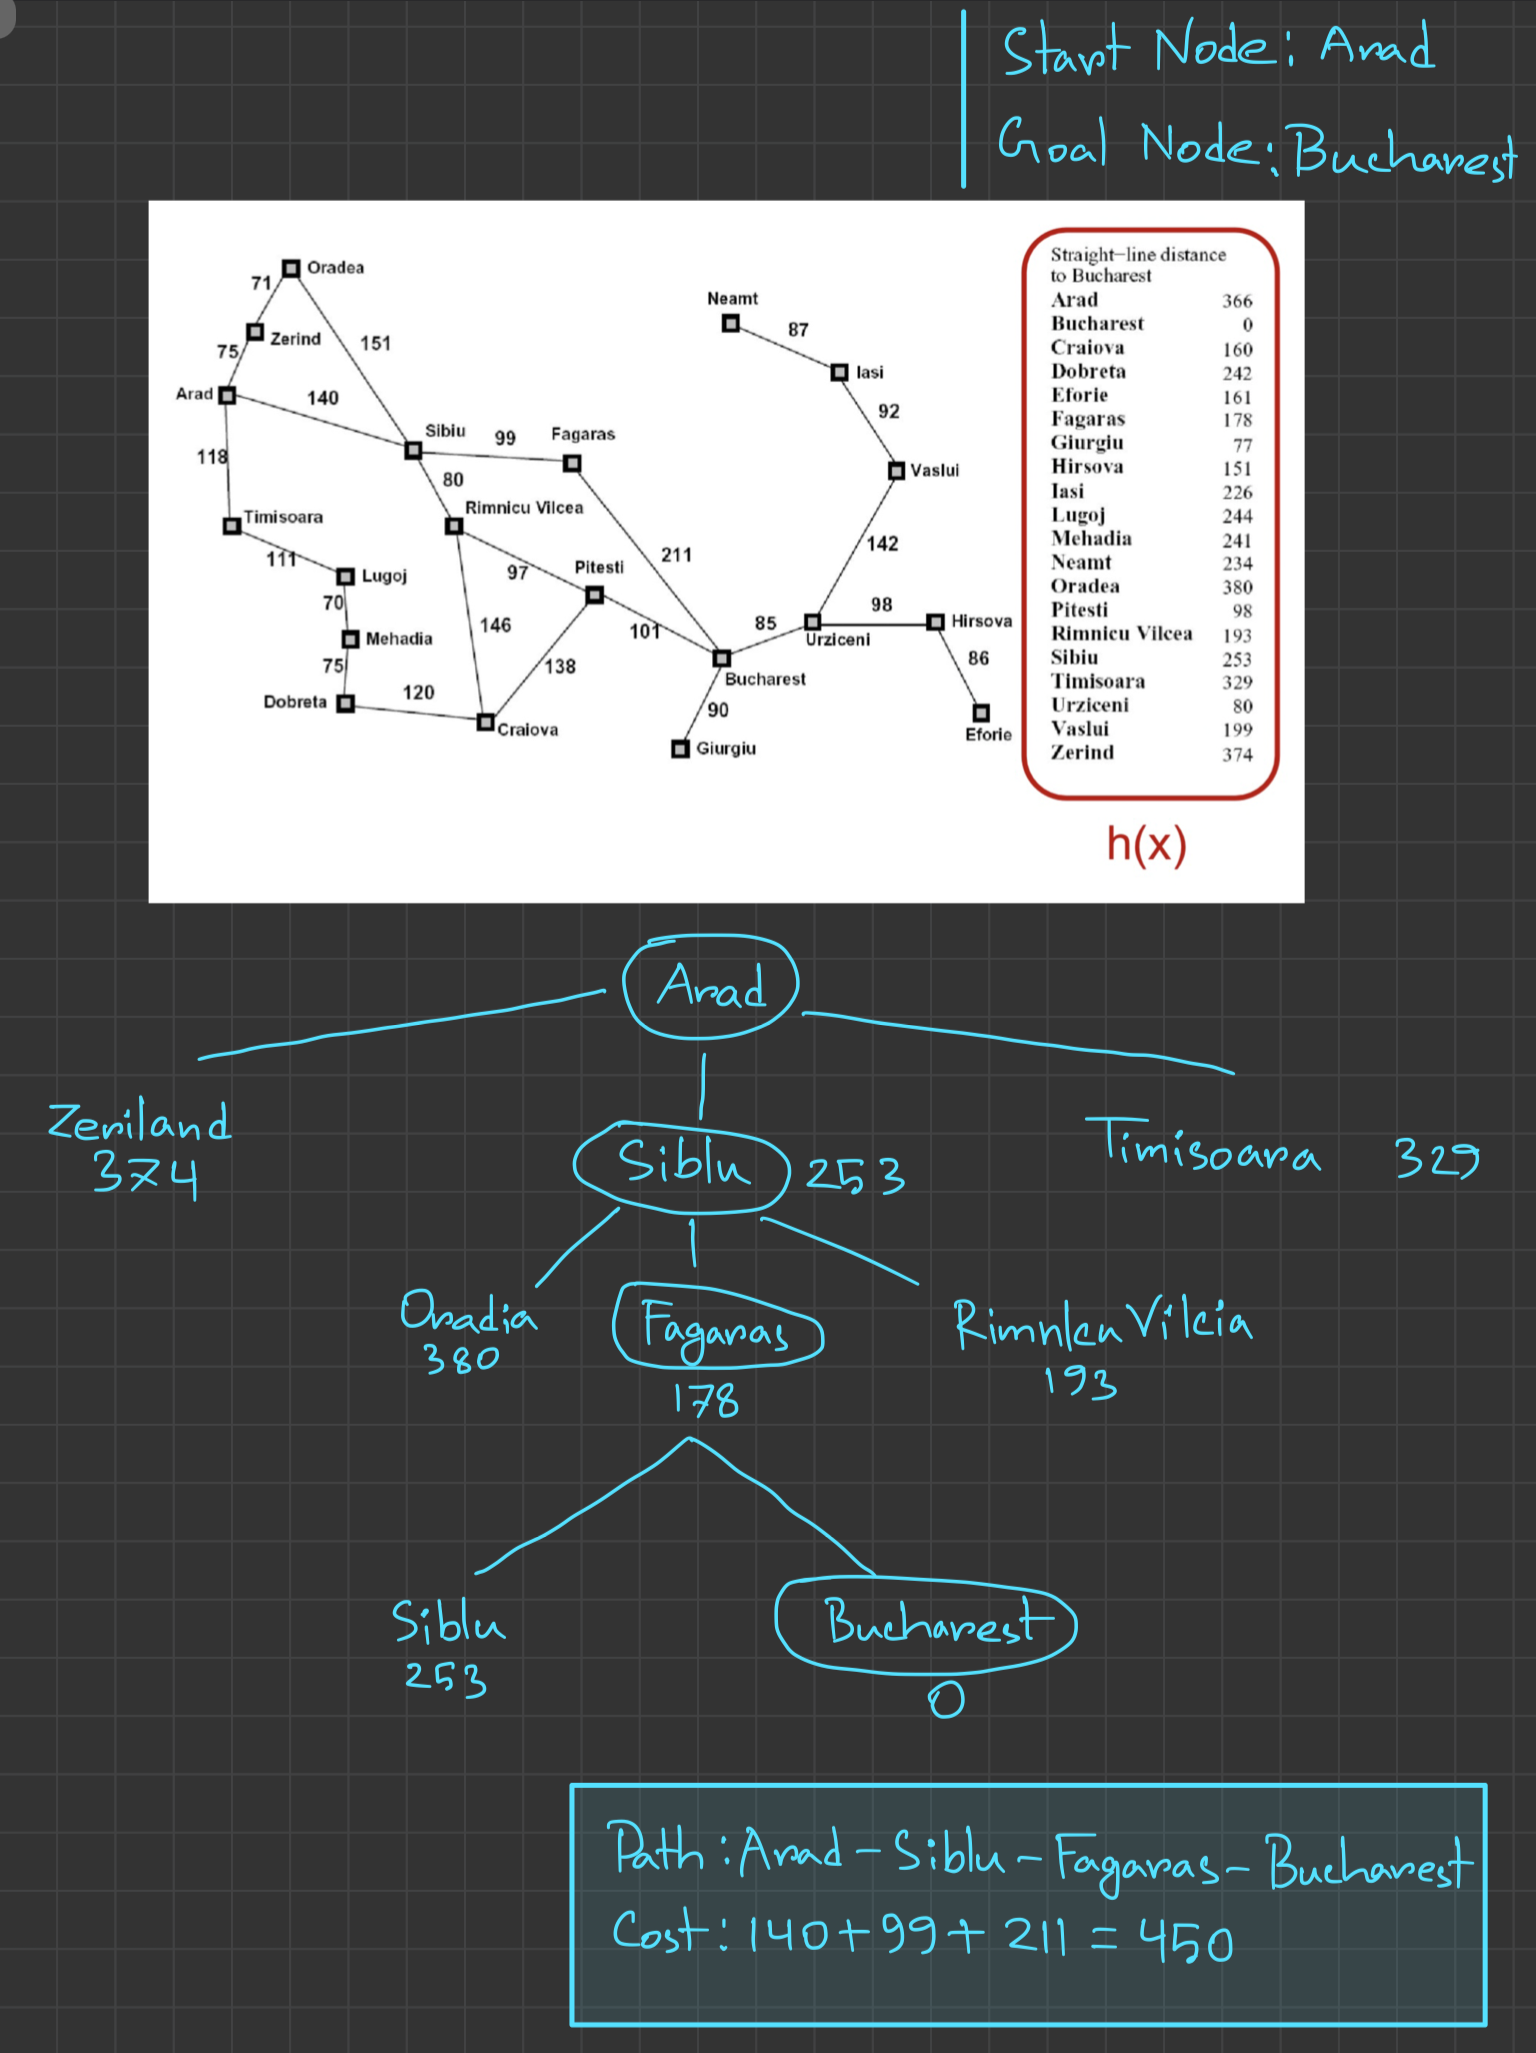 Start Node: Arad
Goal Node: Bucharest
Oradea
71
Zerind
151
75
Arad
140
118
Sibiu
99
Fagaras
80
Timisoara
Rimnicu Vilcea
111
Lugoj
97
Pitesti
211
70
Mehadia
146
101
75
138
Dobreta
120
Craiova
Neamt
87
Iasi
92
Vaslui
142
85
98
Hirsova
Urziceni
86
Bucharest
90
Giurgiu
Eforie
Straight-line distance
to Bucharest
Arad 366
Bucharest 0
Craiova 160
Dobreta 242
Eforie 161
Fagaras 178
Giurgiu 77
Hirsova 151
Iasi 226
Lugoj 244
Mehadia 241
Neamt 234
Oradea 380
Pitesti 98
Rimnicu Vilcea 193
Sibiu 253
Timisoara 329
Urziceni 80
Vaslui 199
Zerind 374
h(x)
Arad
Zeriland
374
Siblu 253
Timisoara 329
Oradia
380
Fagaras
178
Rimnlcu Vilcia
193
Siblu
253
Bucharest
0
Path: Arad - Siblu - Fagaras - Bucharest
Cost: 140 + 99 + 211 = 450